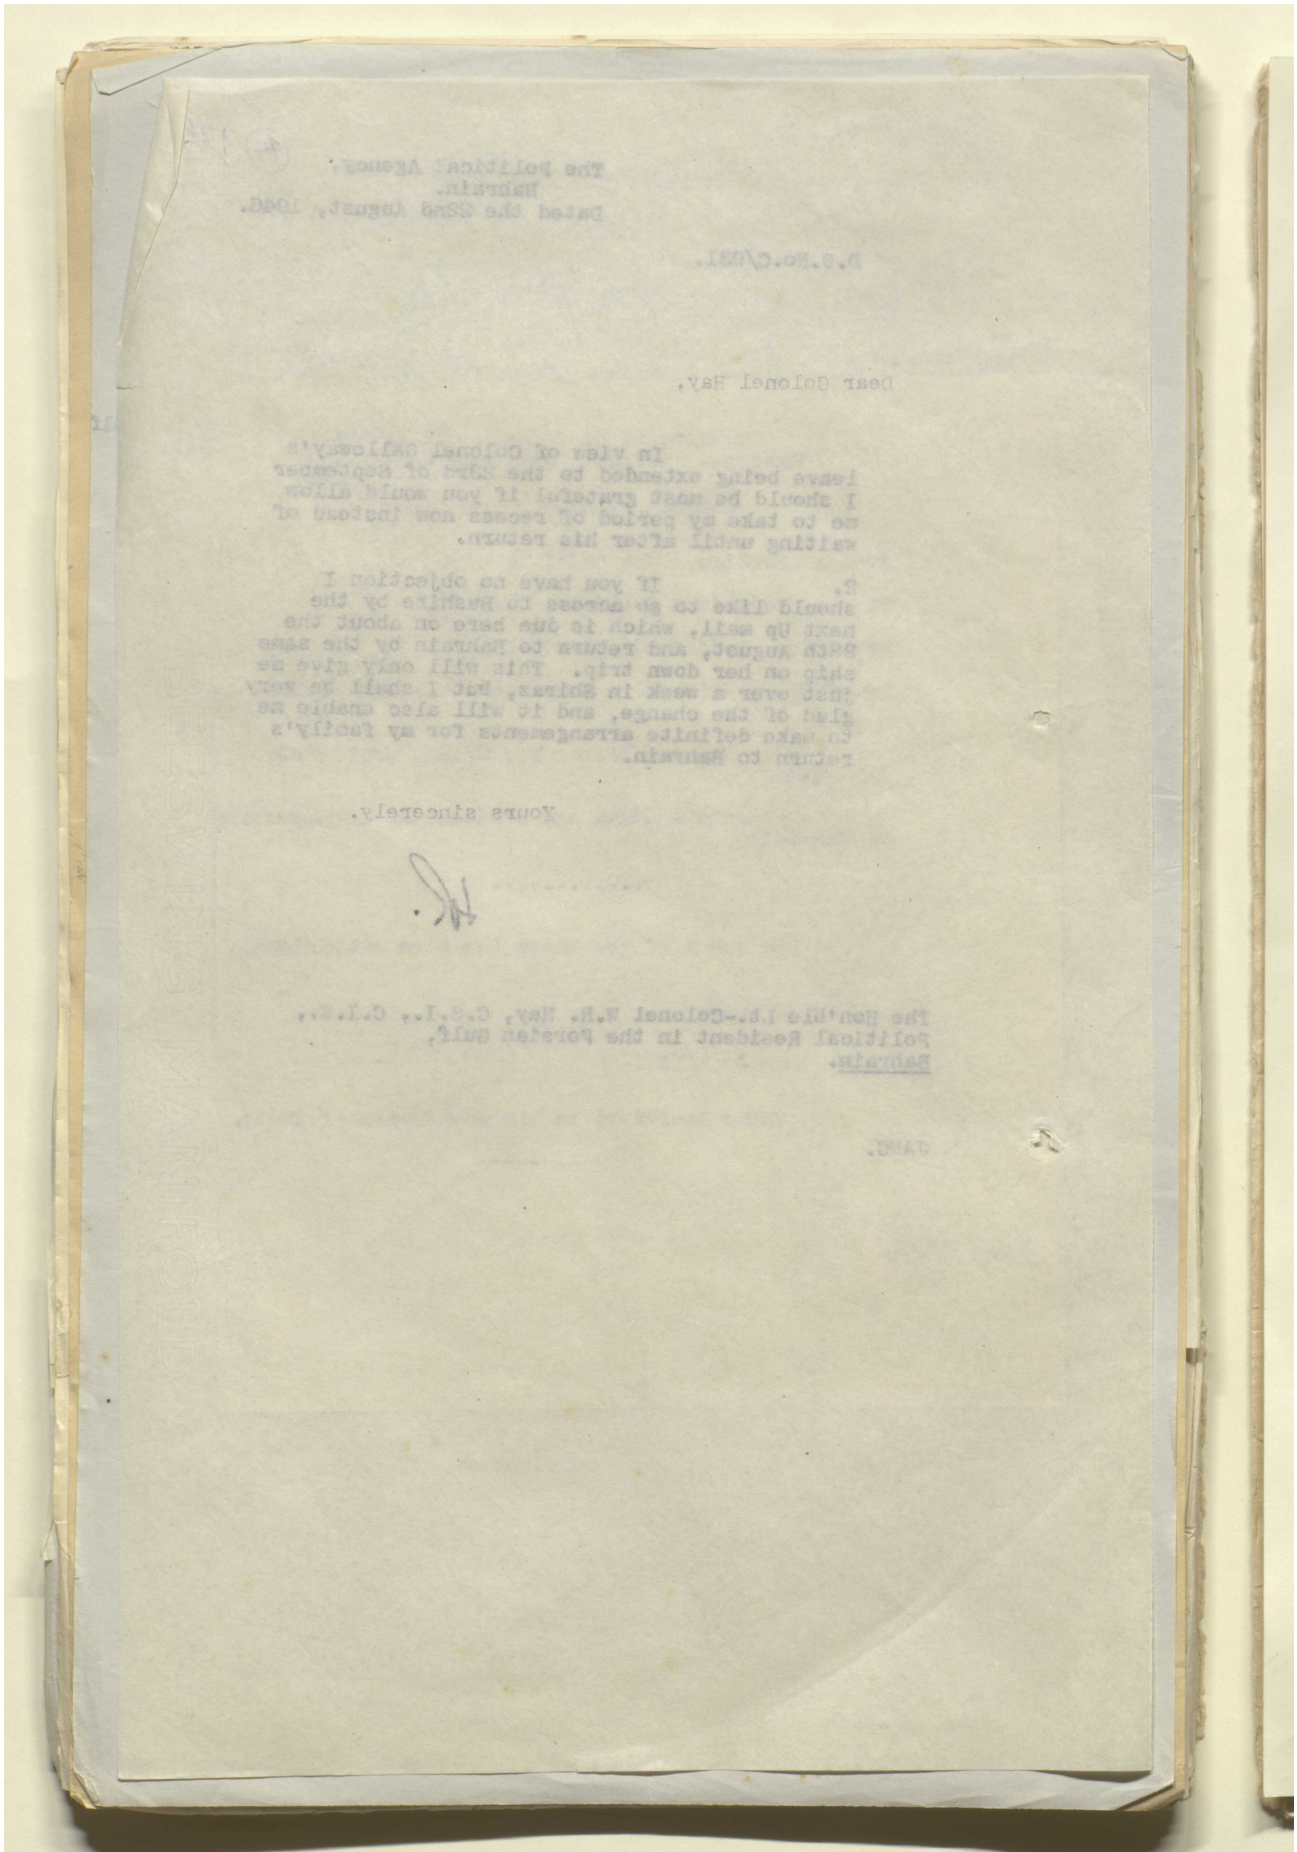 The Political Agency,
Bahrain.
Dated the 22nd August, 1946.
D.O.No.C/931.
Dear Colonel Hay,
In view of Colonel Galloway's
leave being extended to the 23rd of September
I should be most grateful if you would allow
me to take my period of recess now instead of
waiting until after his return.
2. If you have no objection I
should like to go across to Bushire by the
next Up mail, which is due here on about the
28th August, and return to Bahrain by the same
ship on her down trip. This will only give me
just over a week in Shiraz, but I shall be very
glad of the change, and it will also enable me
to make definite arrangements for my family's
return to Bahrain.
Yours sincerely.
The Hon'ble Lt.-Colonel W.R. Hay, C.S.I., C.I.E.,
Political Resident in the Persian Gulf,
Bahrain.
JANG.